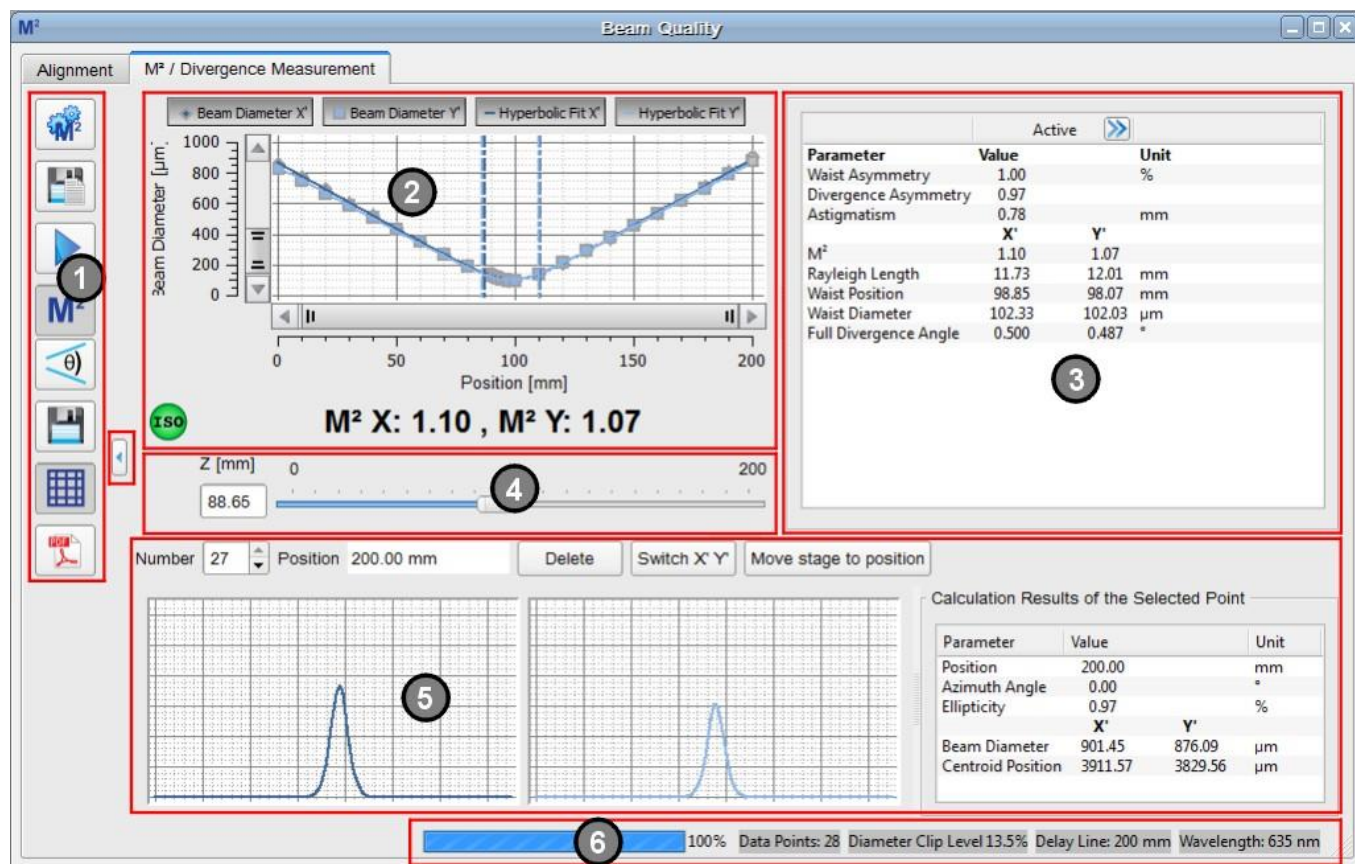 M²
Beam Quality
Alignment
M² / Divergence Measurement
M²
1
M²
θ)
PDF
Beam Diameter X'
Beam Diameter Y'
Hyperbolic Fit X'
Hyperbolic Fit Y'
Beam Diameter [µm]
1000
800
600
400
200
0
2
0 50 100 150 200
Position [mm]
ISO
M² X: 1.10 , M² Y: 1.07
Active
Parameter Value Unit
Waist Asymmetry 1.00 %
Divergence Asymmetry 0.97
Astigmatism 0.78 mm
X' Y'
M² 1.10 1.07
Rayleigh Length 11.73 12.01 mm
Waist Position 98.85 98.07 mm
Waist Diameter 102.33 102.03 µm
Full Divergence Angle 0.500 0.487 °
3
Z [mm] 0 200
88.65
4
Number 27 Position 200.00 mm Delete Switch X' Y' Move stage to position
5
Calculation Results of the Selected Point
Parameter Value Unit
Position 200.00 mm
Azimuth Angle 0.00 °
Ellipticity 0.97 %
X' Y'
Beam Diameter 901.45 876.09 µm
Centroid Position 3911.57 3829.56 µm
6
100% Data Points: 28 Diameter Clip Level 13.5% Delay Line: 200 mm Wavelength: 635 nm